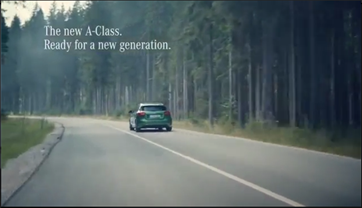 The new A-Class.
Ready for a new generation.